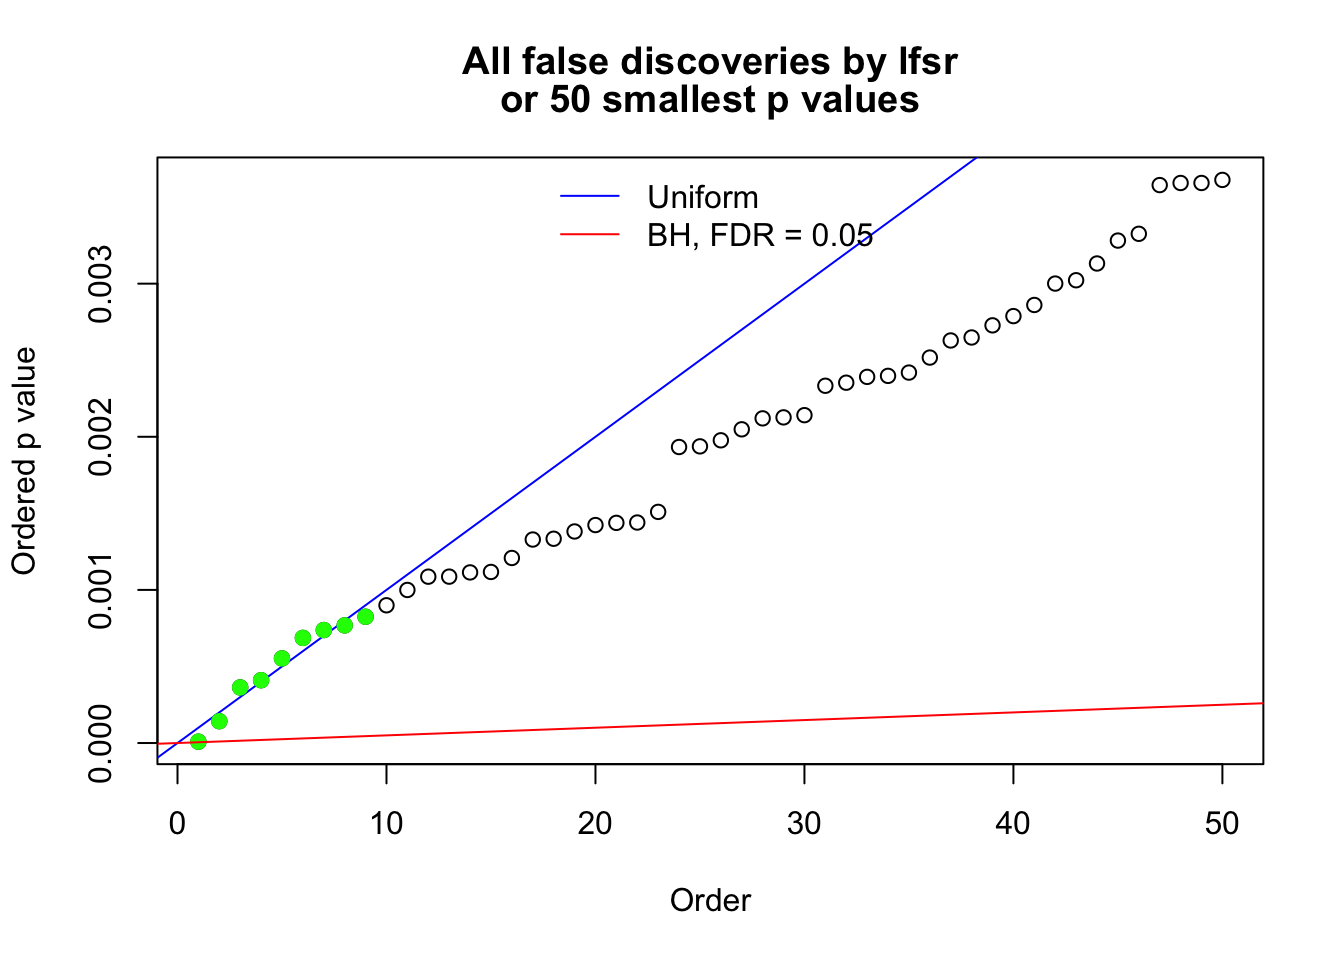 All false discoveries by lfsr
or 50 smallest p values
Uniform
BH, FDR = 0.05
Ordered p value
0.003
0.002
0.001
0.000
0 10 20 30 40 50
Order